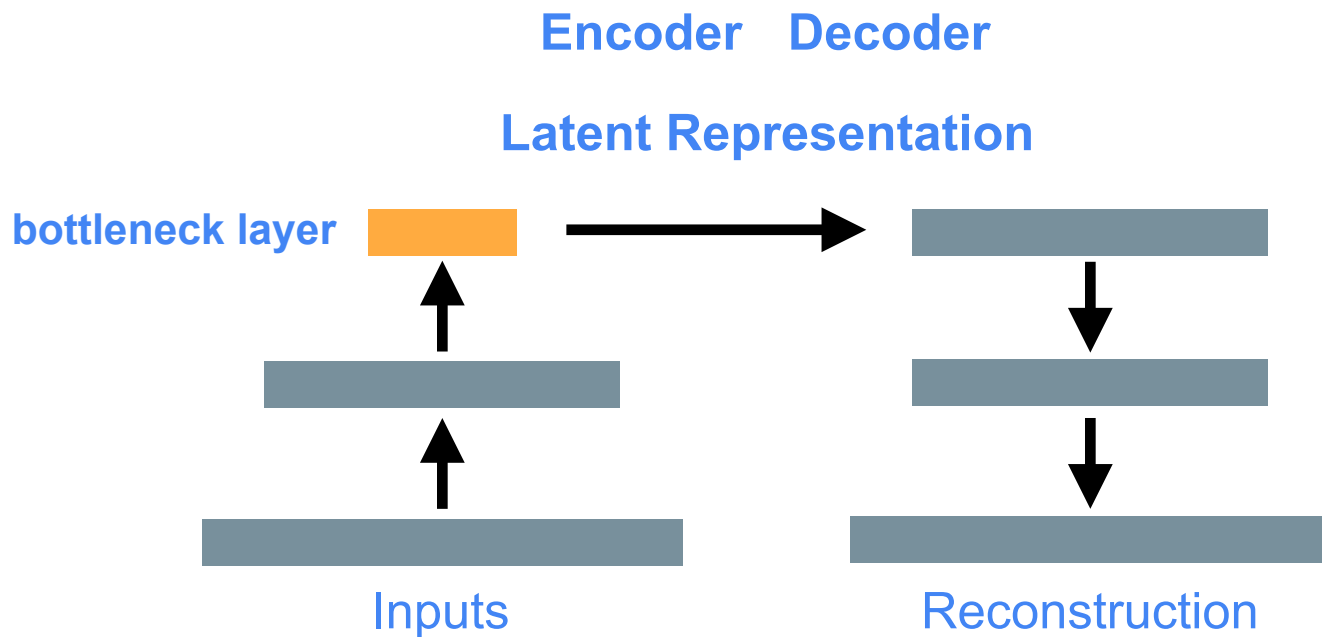 Encoder Decoder
Latent Representation
bottleneck layer
Inputs
Reconstruction